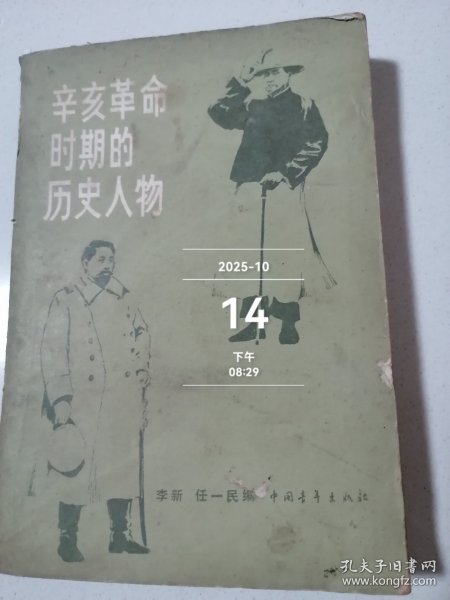 辛亥革命
时期的
历史人物
2025-10
14
下午
08:29
李新 任一民编 中国青年出版社
孔夫子旧书网
www.kongfz.com